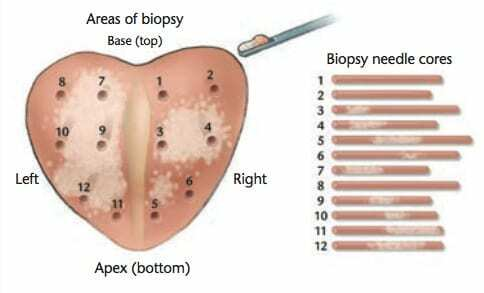 Areas of biopsy
Base (top)
8 7 1 2
10 9 3 4
12 11 5 6
Left Right
Apex (bottom)
Biopsy needle cores
1
2
3
4
5
6
7
8
9
10
11
12